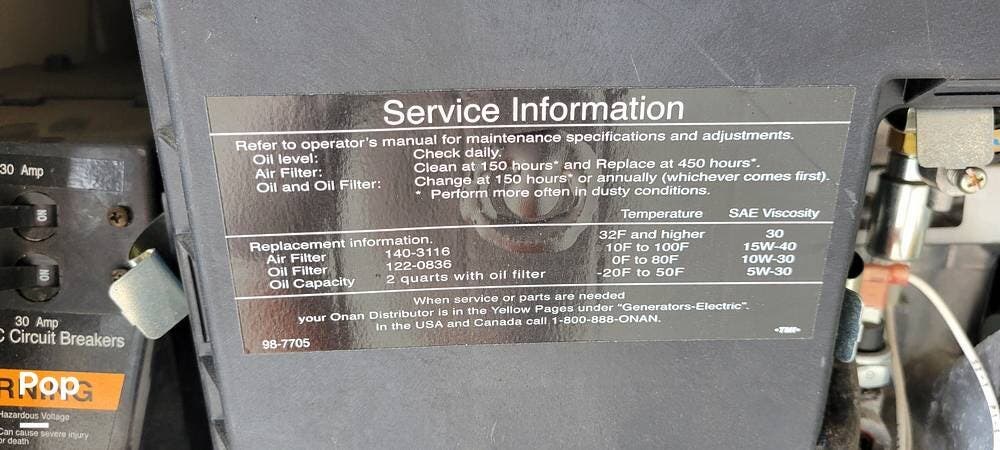 Service Information
Refer to operator's manual for maintenance specifications and adjustments.
Oil level: Check daily.
Air Filter: Clean at 150 hours* and Replace at 450 hours*.
Oil and Oil Filter: Change at 150 hours* or annually (whichever comes first).
* Perform more often in dusty conditions.
Temperature SAE Viscosity
Replacement information. 32F and higher 30
Air Filter 140-3116 10F to 100F 15W-40
Oil Filter 122-0836 0F to 80F 10W-30
Oil Capacity 2 quarts with oil filter -20F to 50F 5W-30
When service or parts are needed
your Onan Distributor is in the Yellow Pages under "Generators-Electric".
In the USA and Canada call 1-800-888-ONAN.
98-7705
30 Amp
ON
ON
30 Amp
C Circuit Breakers
RNING
Pop
Hazardous Voltage
Can cause severe injury
or death